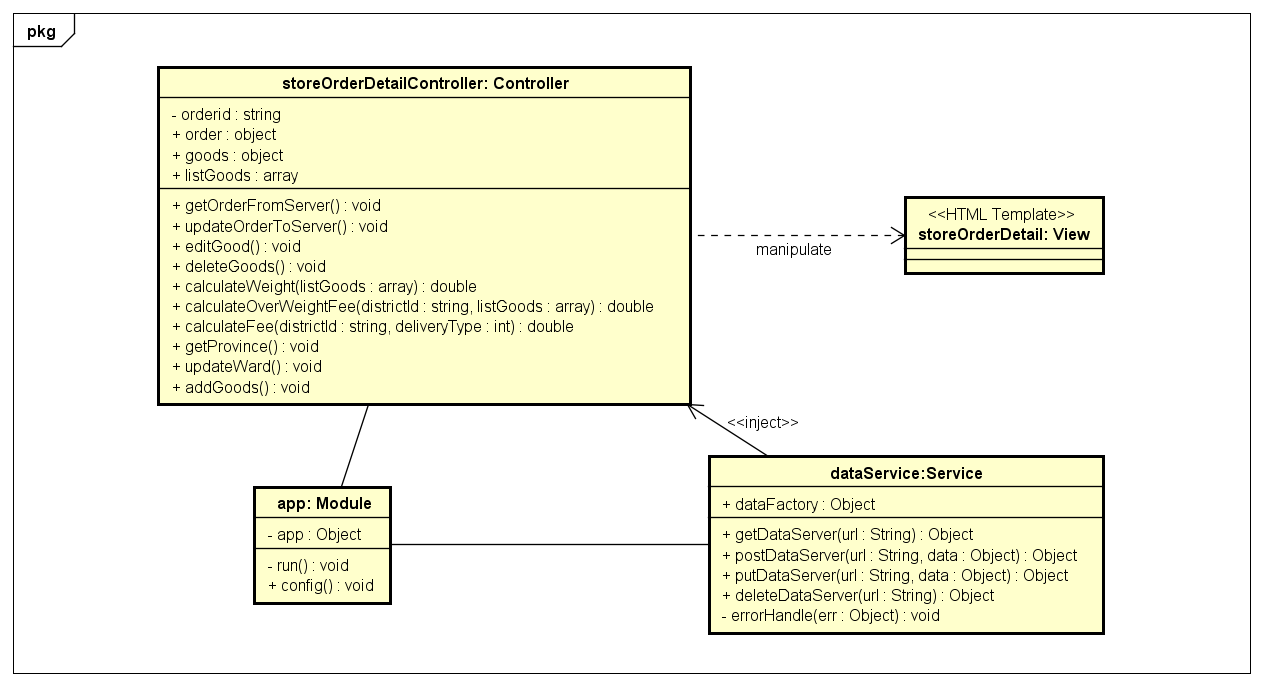 pkg
storeOrderDetailController: Controller
- orderid : string
+ order : object
+ goods : object
+ listGoods : array
+ getOrderFromServer() : void
+ updateOrderToServer() : void
+ editGood() : void
+ deleteGoods() : void
+ calculateWeight(listGoods : array) : double
+ calculateOverWeightFee(districtId : string, listGoods : array) : double
+ calculateFee(districtId : string, deliveryType : int) : double
+ getProvince() : void
+ updateWard() : void
+ addGoods() : void
<<HTML Template>>
storeOrderDetail: View
manipulate
<<inject>>
app: Module
- app : Object
- run() : void
+ config() : void
dataService:Service
+ dataFactory : Object
+ getDataServer(url : String) : Object
+ postDataServer(url : String, data : Object) : Object
+ putDataServer(url : String, data : Object) : Object
+ deleteDataServer(url : String) : Object
- errorHandle(err : Object) : void